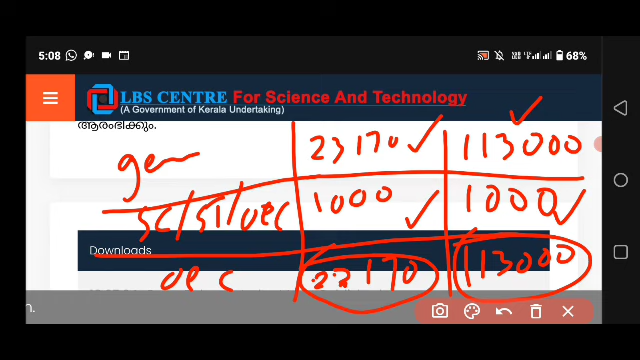 5:08 68%
LBS CENTRE For Science And Technology
(A Government of Kerala Undertaking)
ആരംഭിക്കും.
gen 23170 113000
SC/ST/OEC 1000 1000
Downloads
oec 23170 113000
n.